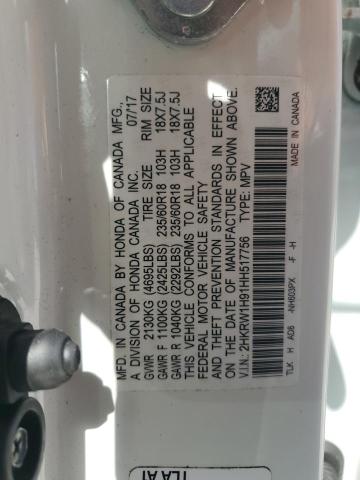 MFD. IN CANADA BY HONDA OF CANADA MFG.,
A DIVISION OF HONDA CANADA INC. 07/17
GVWR 2130KG (4695LBS) TIRE SIZE RIM SIZE
GAWR F 1100KG (2425LBS) 235/60R18 103H 18X7.5J
GAWR R 1040KG (2292LBS) 235/60R18 103H 18X7.5J
THIS VEHICLE CONFORMS TO ALL APPLICABLE
FEDERAL MOTOR VEHICLE SAFETY
AND THEFT PREVENTION STANDARDS IN EFFECT
ON THE DATE OF MANUFACTURE SHOWN ABOVE.
V.I.N.: 2HKRW1H91HH517756 TYPE: MPV
TLK H AD8 -NH603PX -F -H MADE IN CANADA